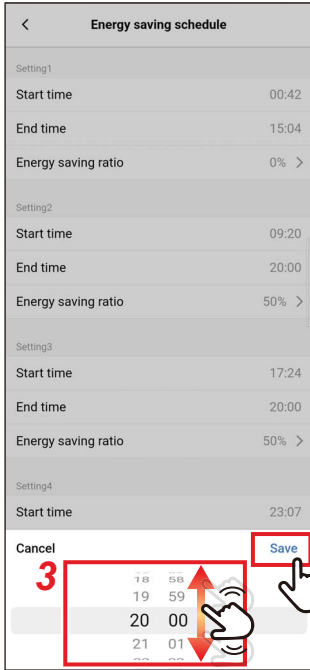 Energy saving schedule
Setting1
Start time 00:42
End time 15:04
Energy saving ratio 0%
Setting2
Start time 09:20
End time 20:00
Energy saving ratio 50%
Setting3
Start time 17:24
End time 20:00
Energy saving ratio 50%
Setting4
Start time 23:07
Cancel Save
3
18 58
19 59
20 00
21 01